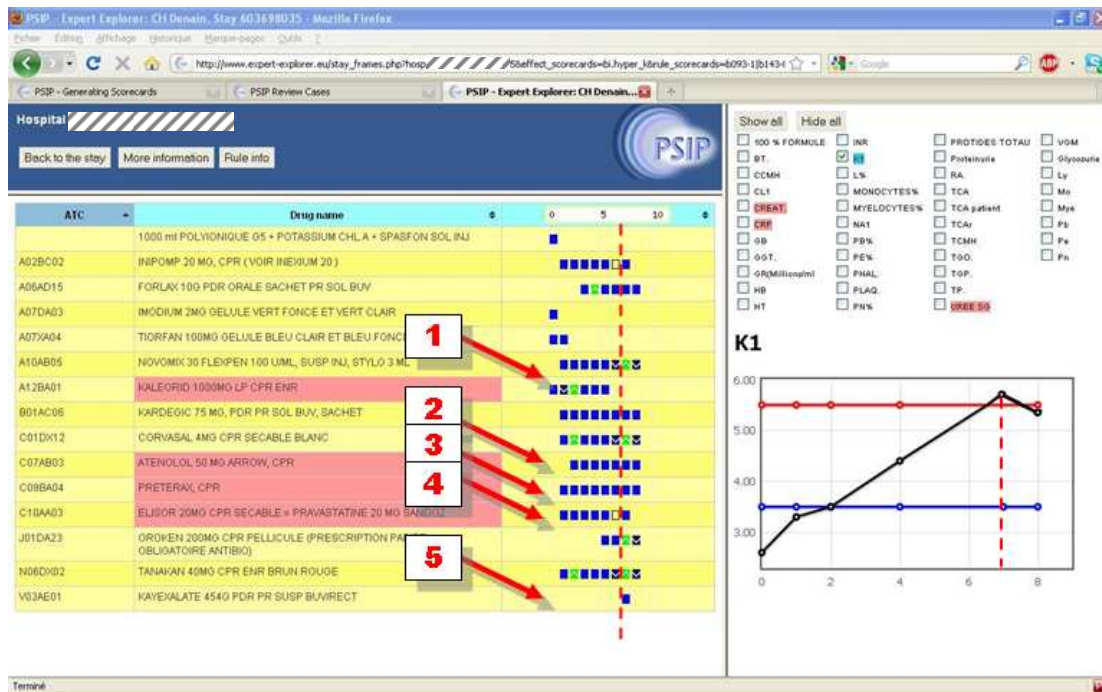 PSIP - Expert Explorer: CH Denain, Stay 603698035 - Mozilla Firefox
Fichier Édition Affichage Historique Marque-pages Outils ?
http://www.expert-explorer.eu/stay_frames.php?hosp
58effect_scorecards=bi.hyper_k&rule_scorecards=b093-1|b1434
Google
PSIP - Generating Scorecards
PSIP Review Cases
PSIP - Expert Explorer: CH Denain...
Hospital
Back to the stay More information Rule info
PSIP
Show all Hide all
100 % FORMULE INR PROTIDES TOTAU VGM
BT. K1 Proteinurie Glycozurie
CCMH L% RA. Ly
CL1 MONOCYTES% TCA Mo
CREAT. MYELOCYTES% TCA patient Mye
CRP NA1 TCAr Pb
GB PB% TCMH Pe
GGT. PE% TGO. Pn
GR(Millions/ml PHAL. TGP.
HB PLAQ. TP.
HT PN% UREE SG
ATC Drug name 0 5 10
1000 ml POLYIONIQUE G5 + POTASSIUM CHL A + SPASFON SOL INJ
A02BC02 INIPOMP 20 MG, CPR ( VOIR INEXIUM 20 )
A06AD15 FORLAX 10G PDR ORALE SACHET PR SOL BUV
A07DA03 IMODIUM 2MG GELULE VERT FONCE ET VERT CLAIR
A07XA04 TIORFAN 100MG GELULE BLEU CLAIR ET BLEU FONCE
1
A10AB05 NOVOMIX 30 FLEXPEN 100 U/ML, SUSP INJ, STYLO 3 ML
A12BA01 KALEORID 1000MG LP CPR ENR
B01AC06 KARDEGIC 75 MG, PDR PR SOL BUV, SACHET
2
C01DX12 CORVASAL 4MG CPR SECABLE BLANC
3
C07AB03 ATENOLOL 50 MG ARROW, CPR
C09BA04 PRETERAX, CPR
4
C10AA03 ELISOR 20MG CPR SECABLE = PRAVASTATINE 20 MG SANDOZ
J01DA23 OROKEN 200MG CPR PELLICULE (PRESCRIPTION
OBLIGATOIRE ANTIBIO)
5
N06DX02 TANAKAN 40MG CPR ENR BRUN ROUGE
V03AE01 KAYEXALATE 454G PDR PR SUSP BUV/RECT
K1
6.00
5.00
4.00
3.00
0 2 4 6 8
Terminé